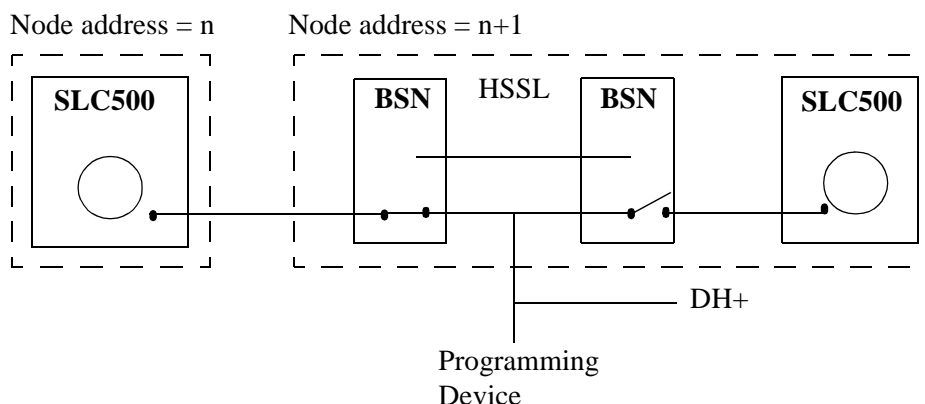 Node address = n
Node address = n+1
SLC500
BSN
HSSL
BSN
SLC500
DH+
Programming
Device